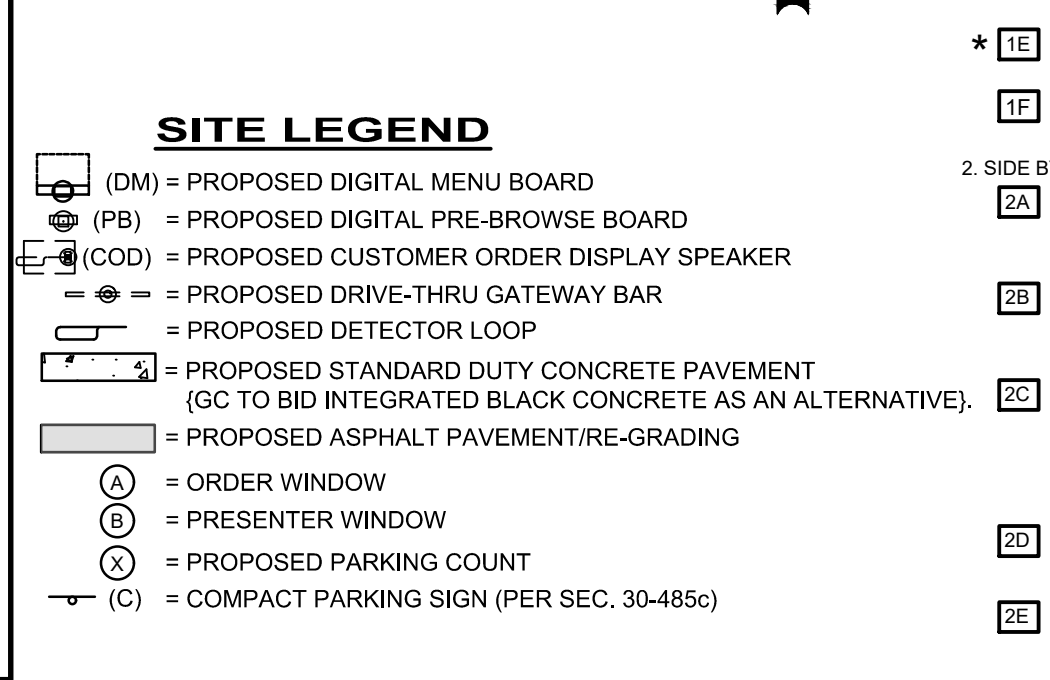 SITE LEGEND
(DM) = PROPOSED DIGITAL MENU BOARD
(PB) = PROPOSED DIGITAL PRE-BROWSE BOARD
(COD) = PROPOSED CUSTOMER ORDER DISPLAY SPEAKER
= PROPOSED DRIVE-THRU GATEWAY BAR
= PROPOSED DETECTOR LOOP
= PROPOSED STANDARD DUTY CONCRETE PAVEMENT
{GC TO BID INTEGRATED BLACK CONCRETE AS AN ALTERNATIVE}.
= PROPOSED ASPHALT PAVEMENT/RE-GRADING
A = ORDER WINDOW
B = PRESENTER WINDOW
X = PROPOSED PARKING COUNT
(C) = COMPACT PARKING SIGN (PER SEC. 30-485c)
* 1E
1F
2. SIDE
2A
2B
2C
2D
2E